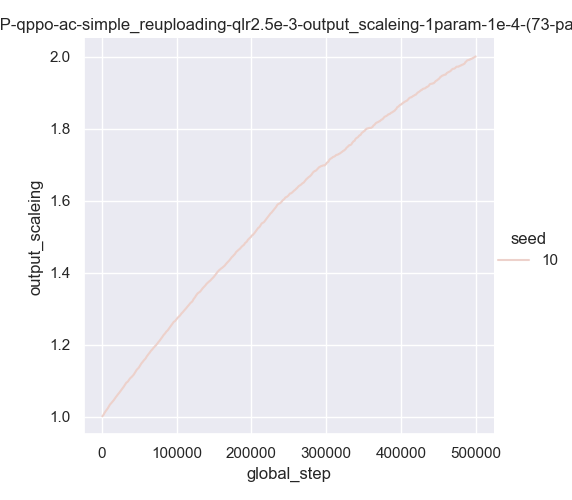 P-qppo-ac-simple_reuploading-qlr2.5e-3-output_scaleing-1param-1e-4-(73-pa
2.0
1.8
1.6
1.4
1.2
1.0
output_scaleing
0 100000 200000 300000 400000 500000
global_step
seed
10